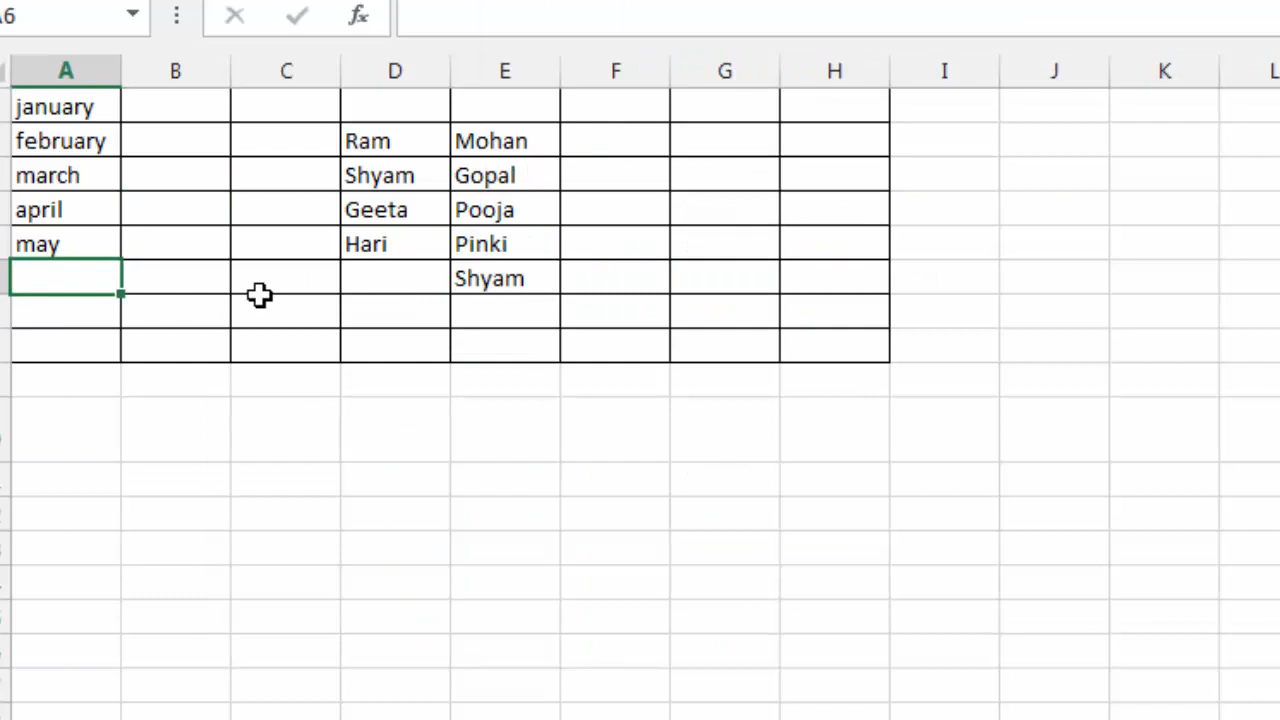 A6 fx
A B C D E F G H I J K L
january
february Ram Mohan
march Shyam Gopal
april Geeta Pooja
may Hari Pinki
Shyam